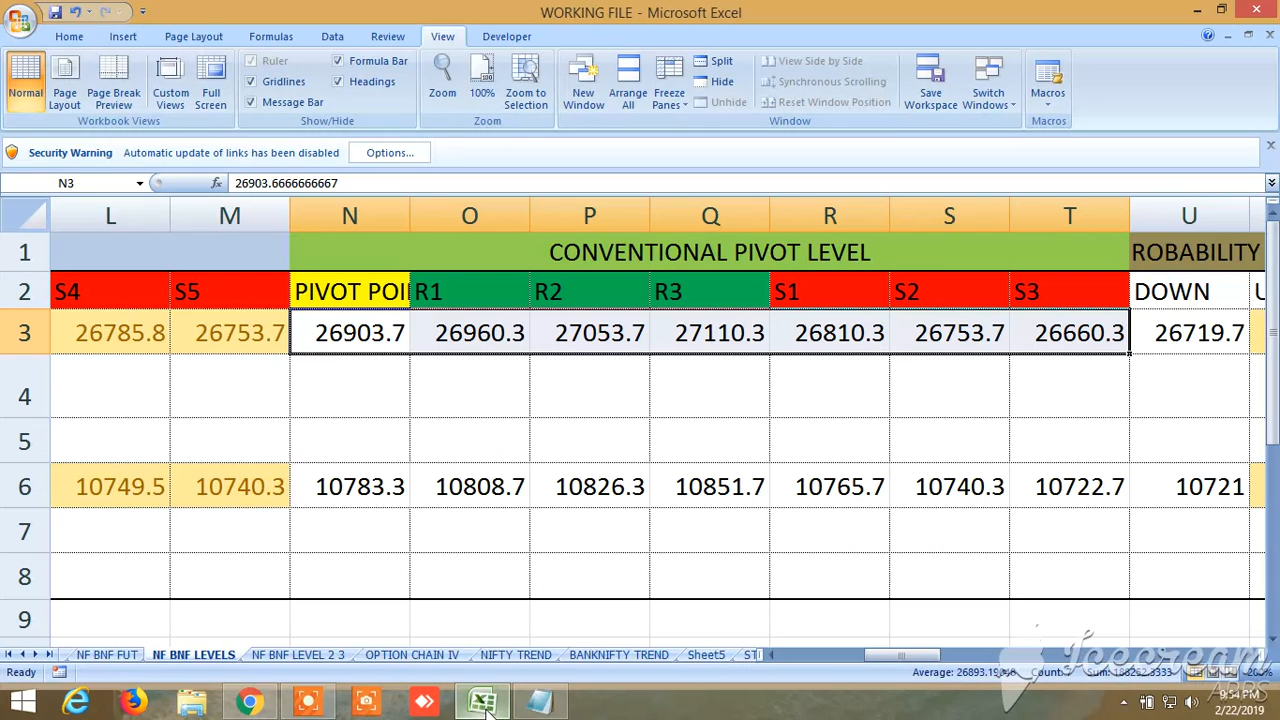 WORKING FILE - Microsoft Excel
Home Insert Page Layout Formulas Data Review View Developer
Normal Page Layout Page Break Preview Custom Views Full Screen
Workbook Views
Ruler Formula Bar
Gridlines Headings
Message Bar
Show/Hide
Zoom 100% Zoom to Selection
Zoom
New Window Arrange All Freeze Panes
Split
Hide
Unhide
View Side by Side
Synchronous Scrolling
Reset Window Position
Save Workspace Switch Windows
Window
Macros
Macros
Security Warning Automatic update of links has been disabled Options...
N3 fx 26903.6666666667
L M N O P Q R S T U
1 CONVENTIONAL PIVOT LEVEL ROBABILITY
2 S4 S5 PIVOT POI R1 R2 R3 S1 S2 S3 DOWN
3 26785.8 26753.7 26903.7 26960.3 27053.7 27110.3 26810.3 26753.7 26660.3 26719.7
4
5
6 10749.5 10740.3 10783.3 10808.7 10826.3 10851.7 10765.7 10740.3 10722.7 10721
7
8
9
NF BNF FUT NF BNF LEVELS NF BNF LEVEL 2 3 OPTION CHAIN IV NIFTY TREND BANKNIFTY TREND Sheet5 ST
Ready
200%
Icecream
APPS
9:54 PM
2/22/2019